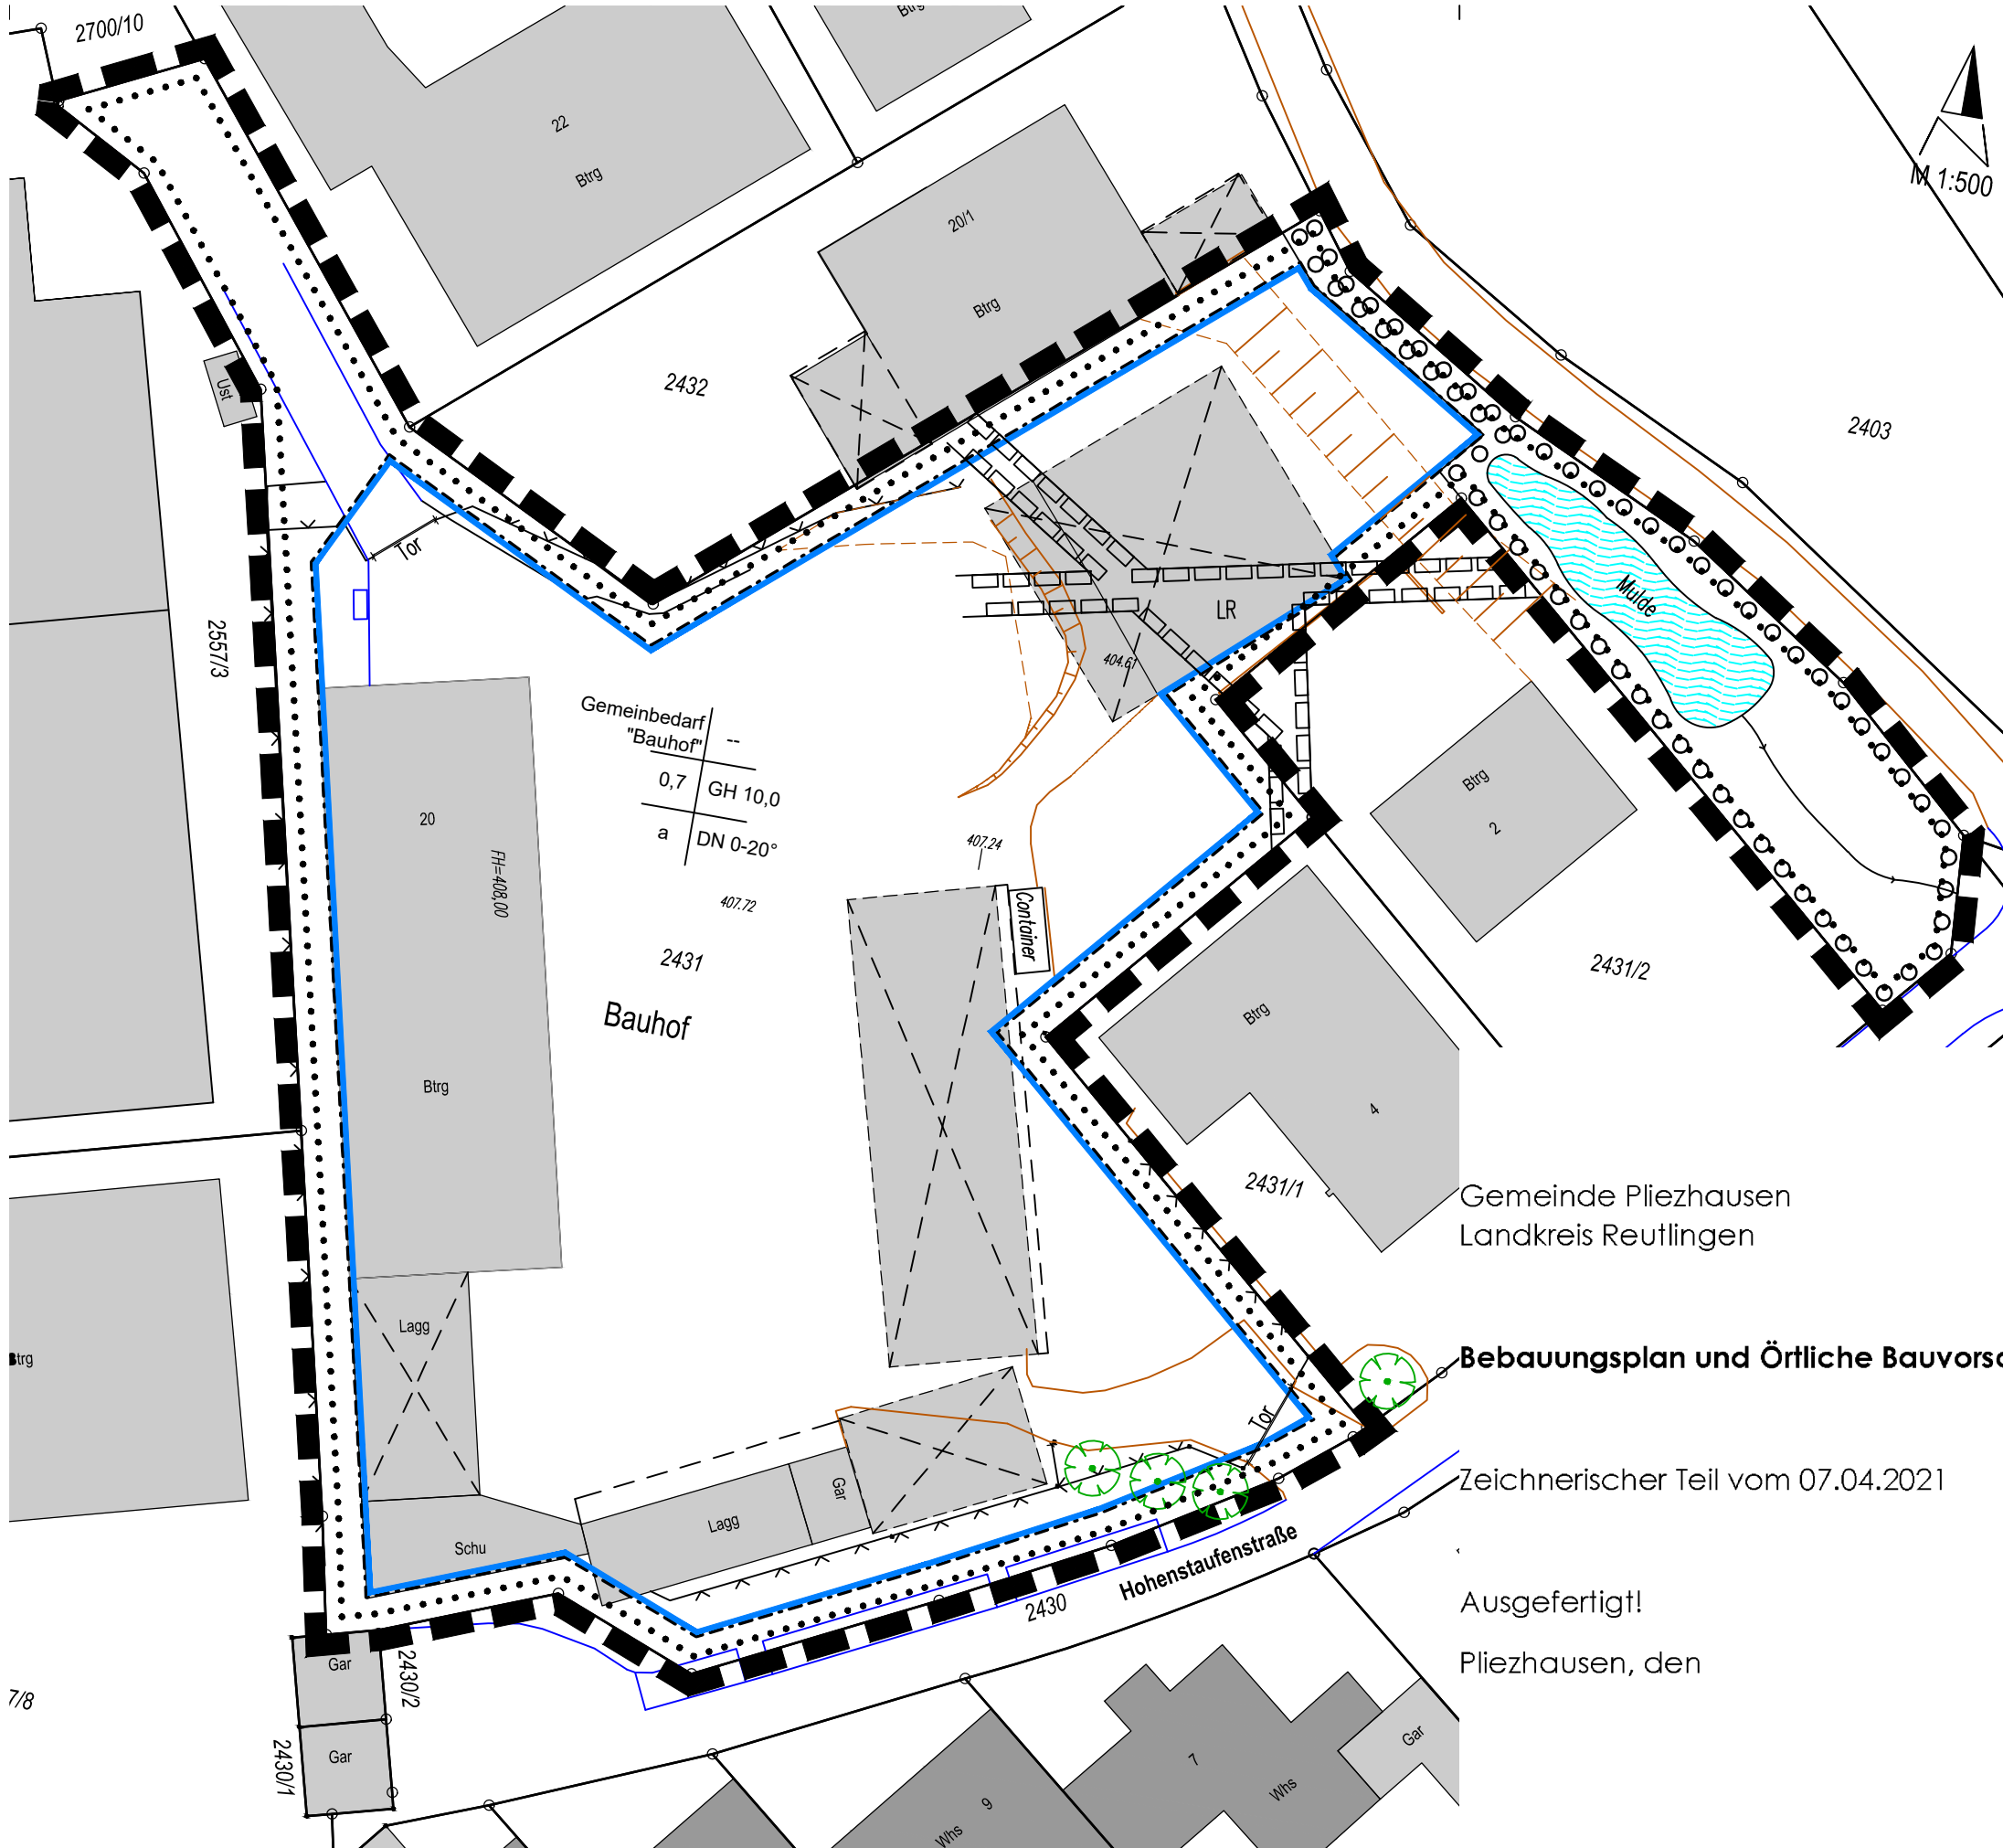 2700/10
Btrg
22
Btrg
20/1
Btrg
M 1:500
2432
2403
Ust
Tor
2557/3
Mulde
LR
404.61
Gemeinbedarf
"Bauhof" --
0,7 GH 10,0
a DN 0-20°
20
FH=408,00
407.24
407.72
Container
2431
Bauhof
Btrg
2
2431/2
Btrg
4
Btrg
2431/1
Gemeinde Pliezhausen
Landkreis Reutlingen
Lagg
Btrg
Bebauungsplan und Örtliche Bauvors
Tor
Zeichnerischer Teil vom 07.04.2021
Gar
Lagg
Schu
Hohenstaufenstraße
2430
Ausgefertigt!
Pliezhausen, den
Gar
2430/2
7/8
Gar
2430/1
7
Whs
Gar
9
Whs